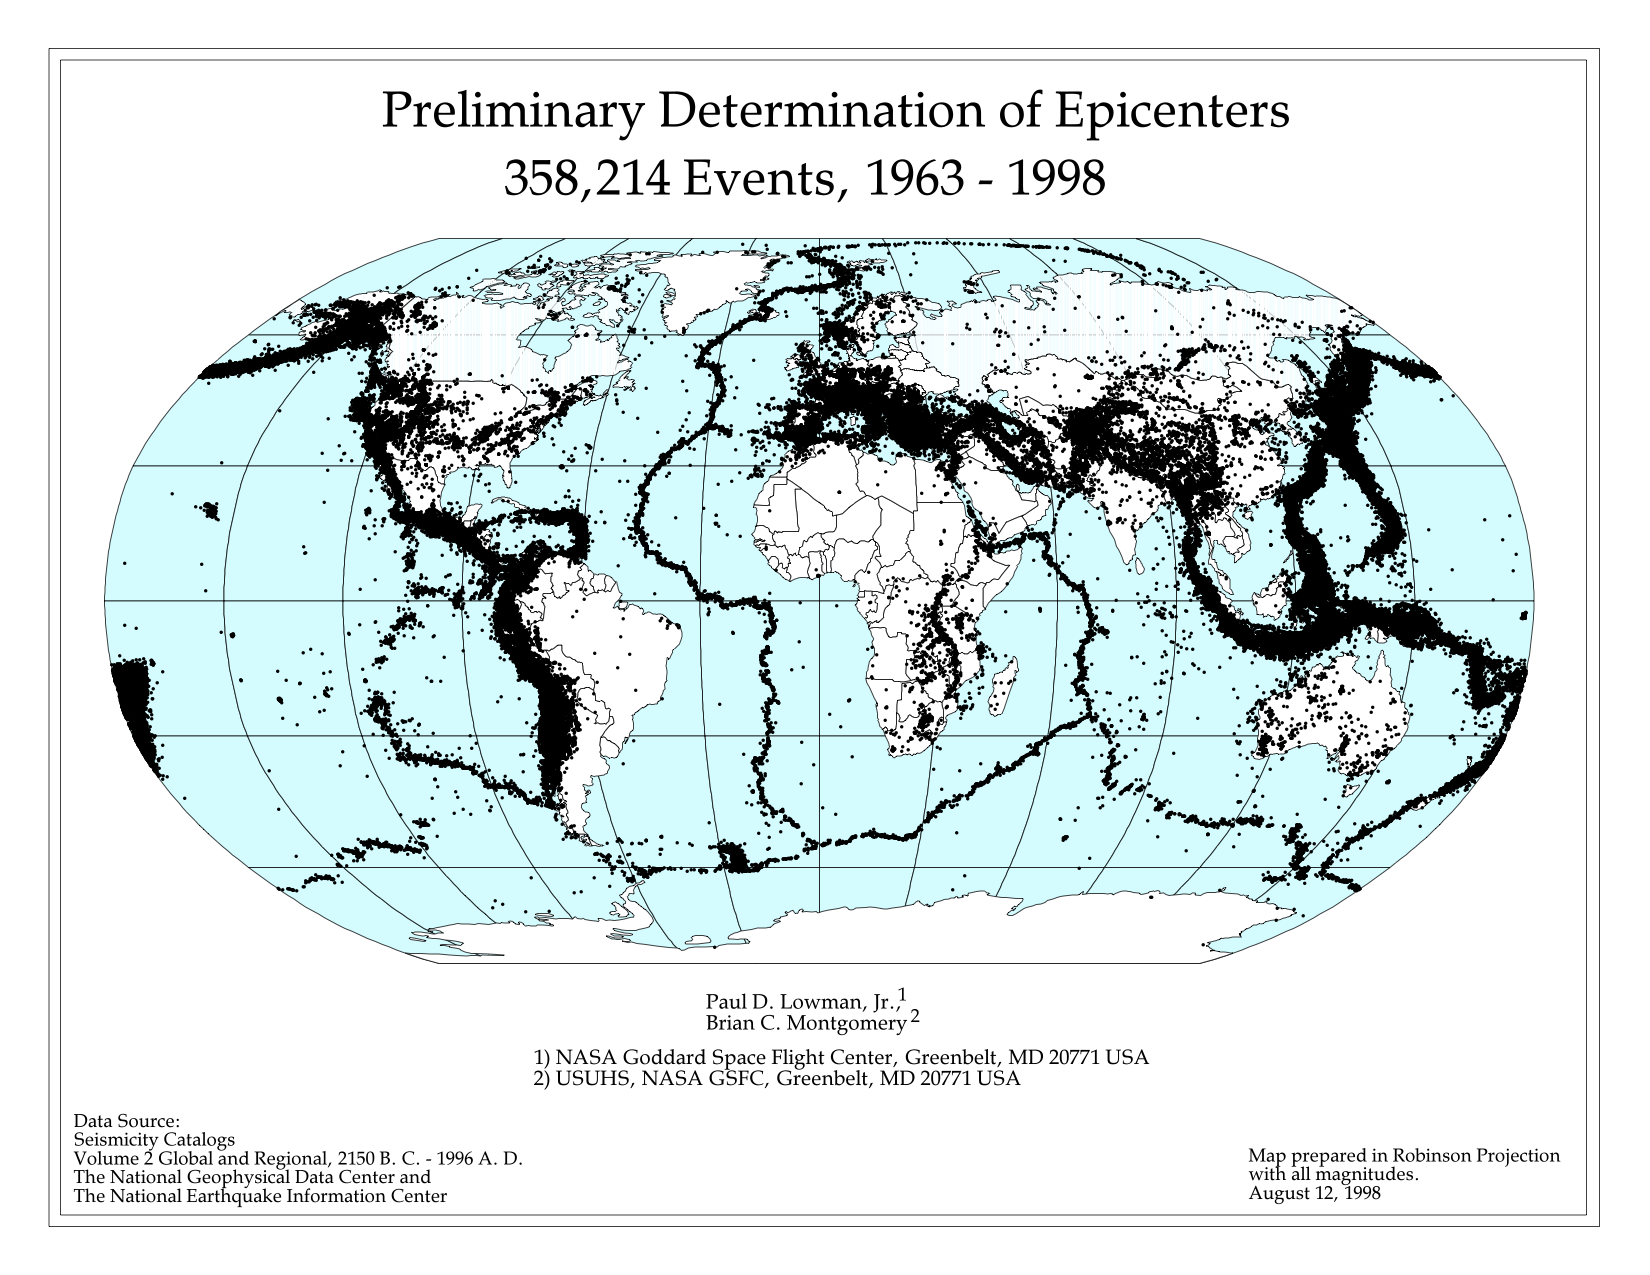 Preliminary Determination of Epicenters
358,214 Events, 1963 - 1998
Paul D. Lowman, Jr.,1
Brian C. Montgomery 2
1) NASA Goddard Space Flight Center, Greenbelt, MD 20771 USA
2) USUHS, NASA GSFC, Greenbelt, MD 20771 USA
Data Source:
Seismicity Catalogs
Volume 2 Global and Regional, 2150 B. C. - 1996 A. D.
The National Geophysical Data Center and
The National Earthquake Information Center
Map prepared in Robinson Projection
with all magnitudes.
August 12, 1998